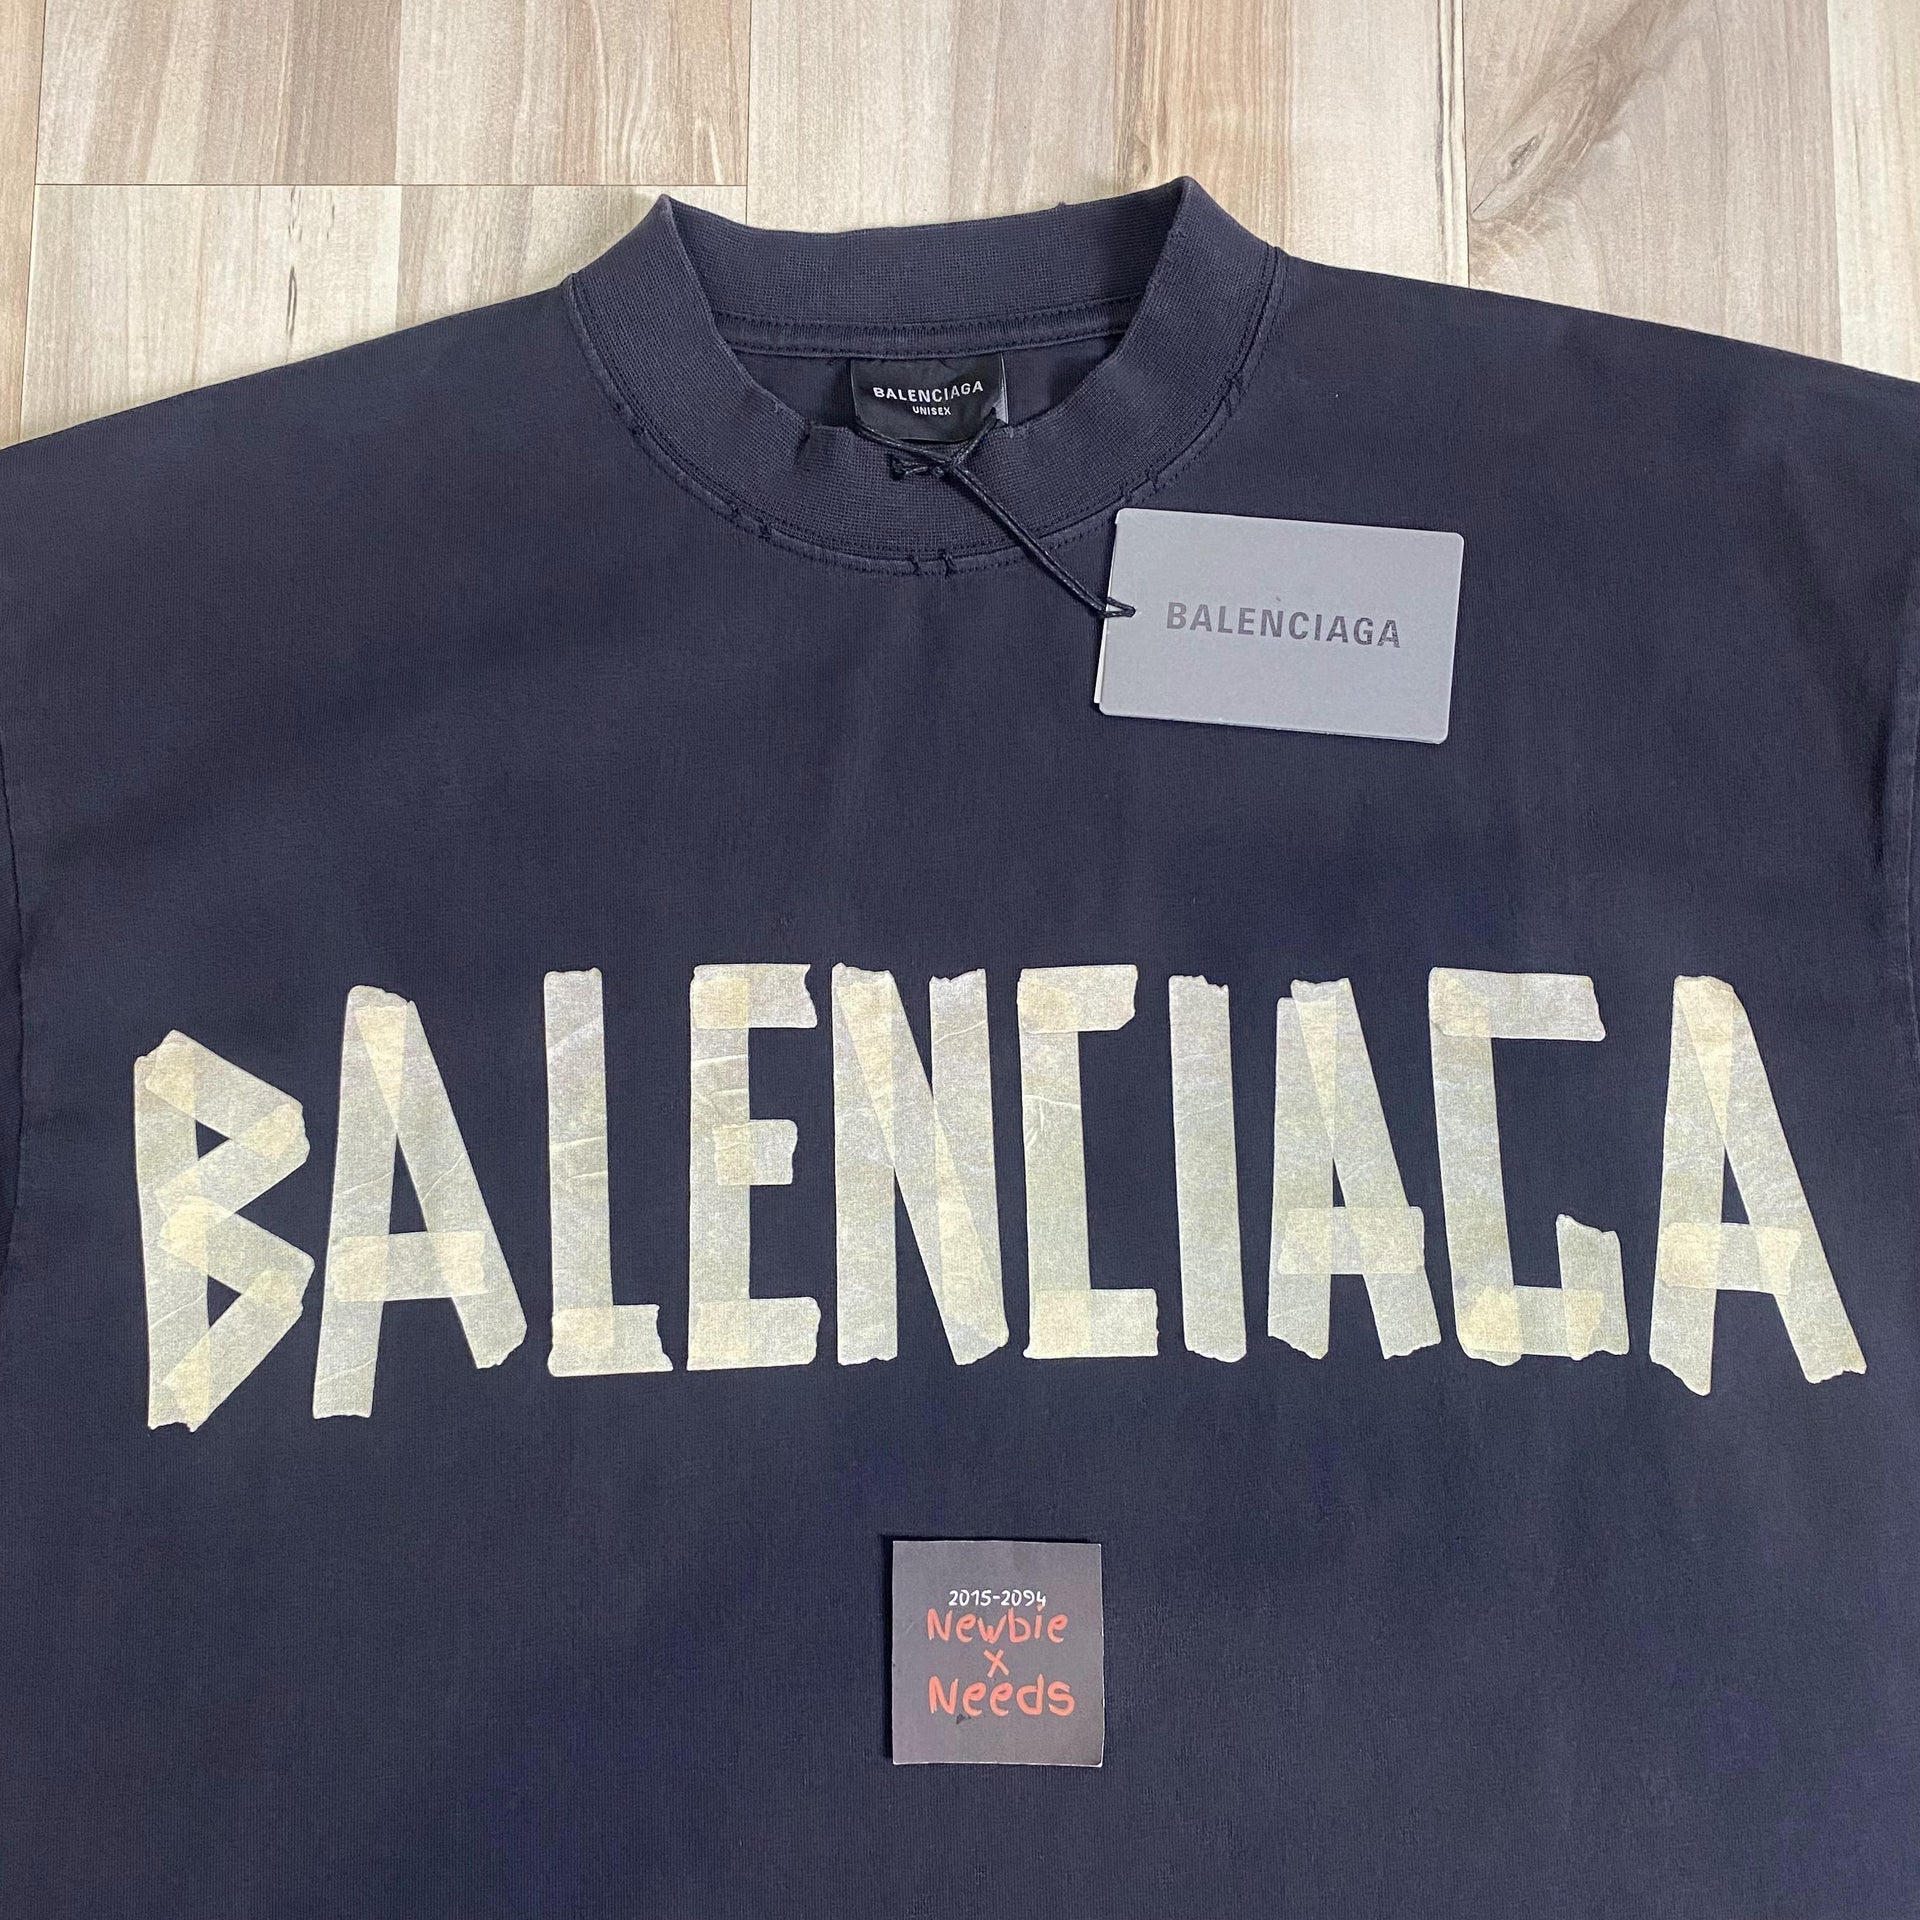 BALENCIAGA
UNISEX
BALENCIAGA
BALENCIAGA
2015-2094
Newbie
x
Needs